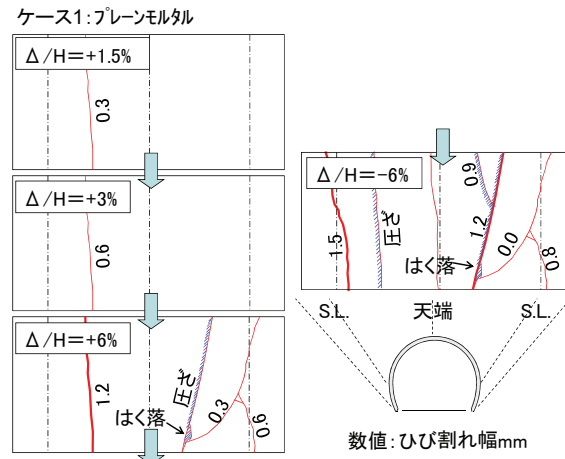 ケース1:プレーンモルタル
Δ/H=+1.5%
0.3
Δ/H=+3%
0.6
Δ/H=+6%
1.2
圧ざ
はく落
0.3
0.6
Δ/H=-6%
1.5
圧ざ
0.9
1.2
はく落
0.0
0.8
S.L.
天端
S.L.
数値:ひび割れ幅mm